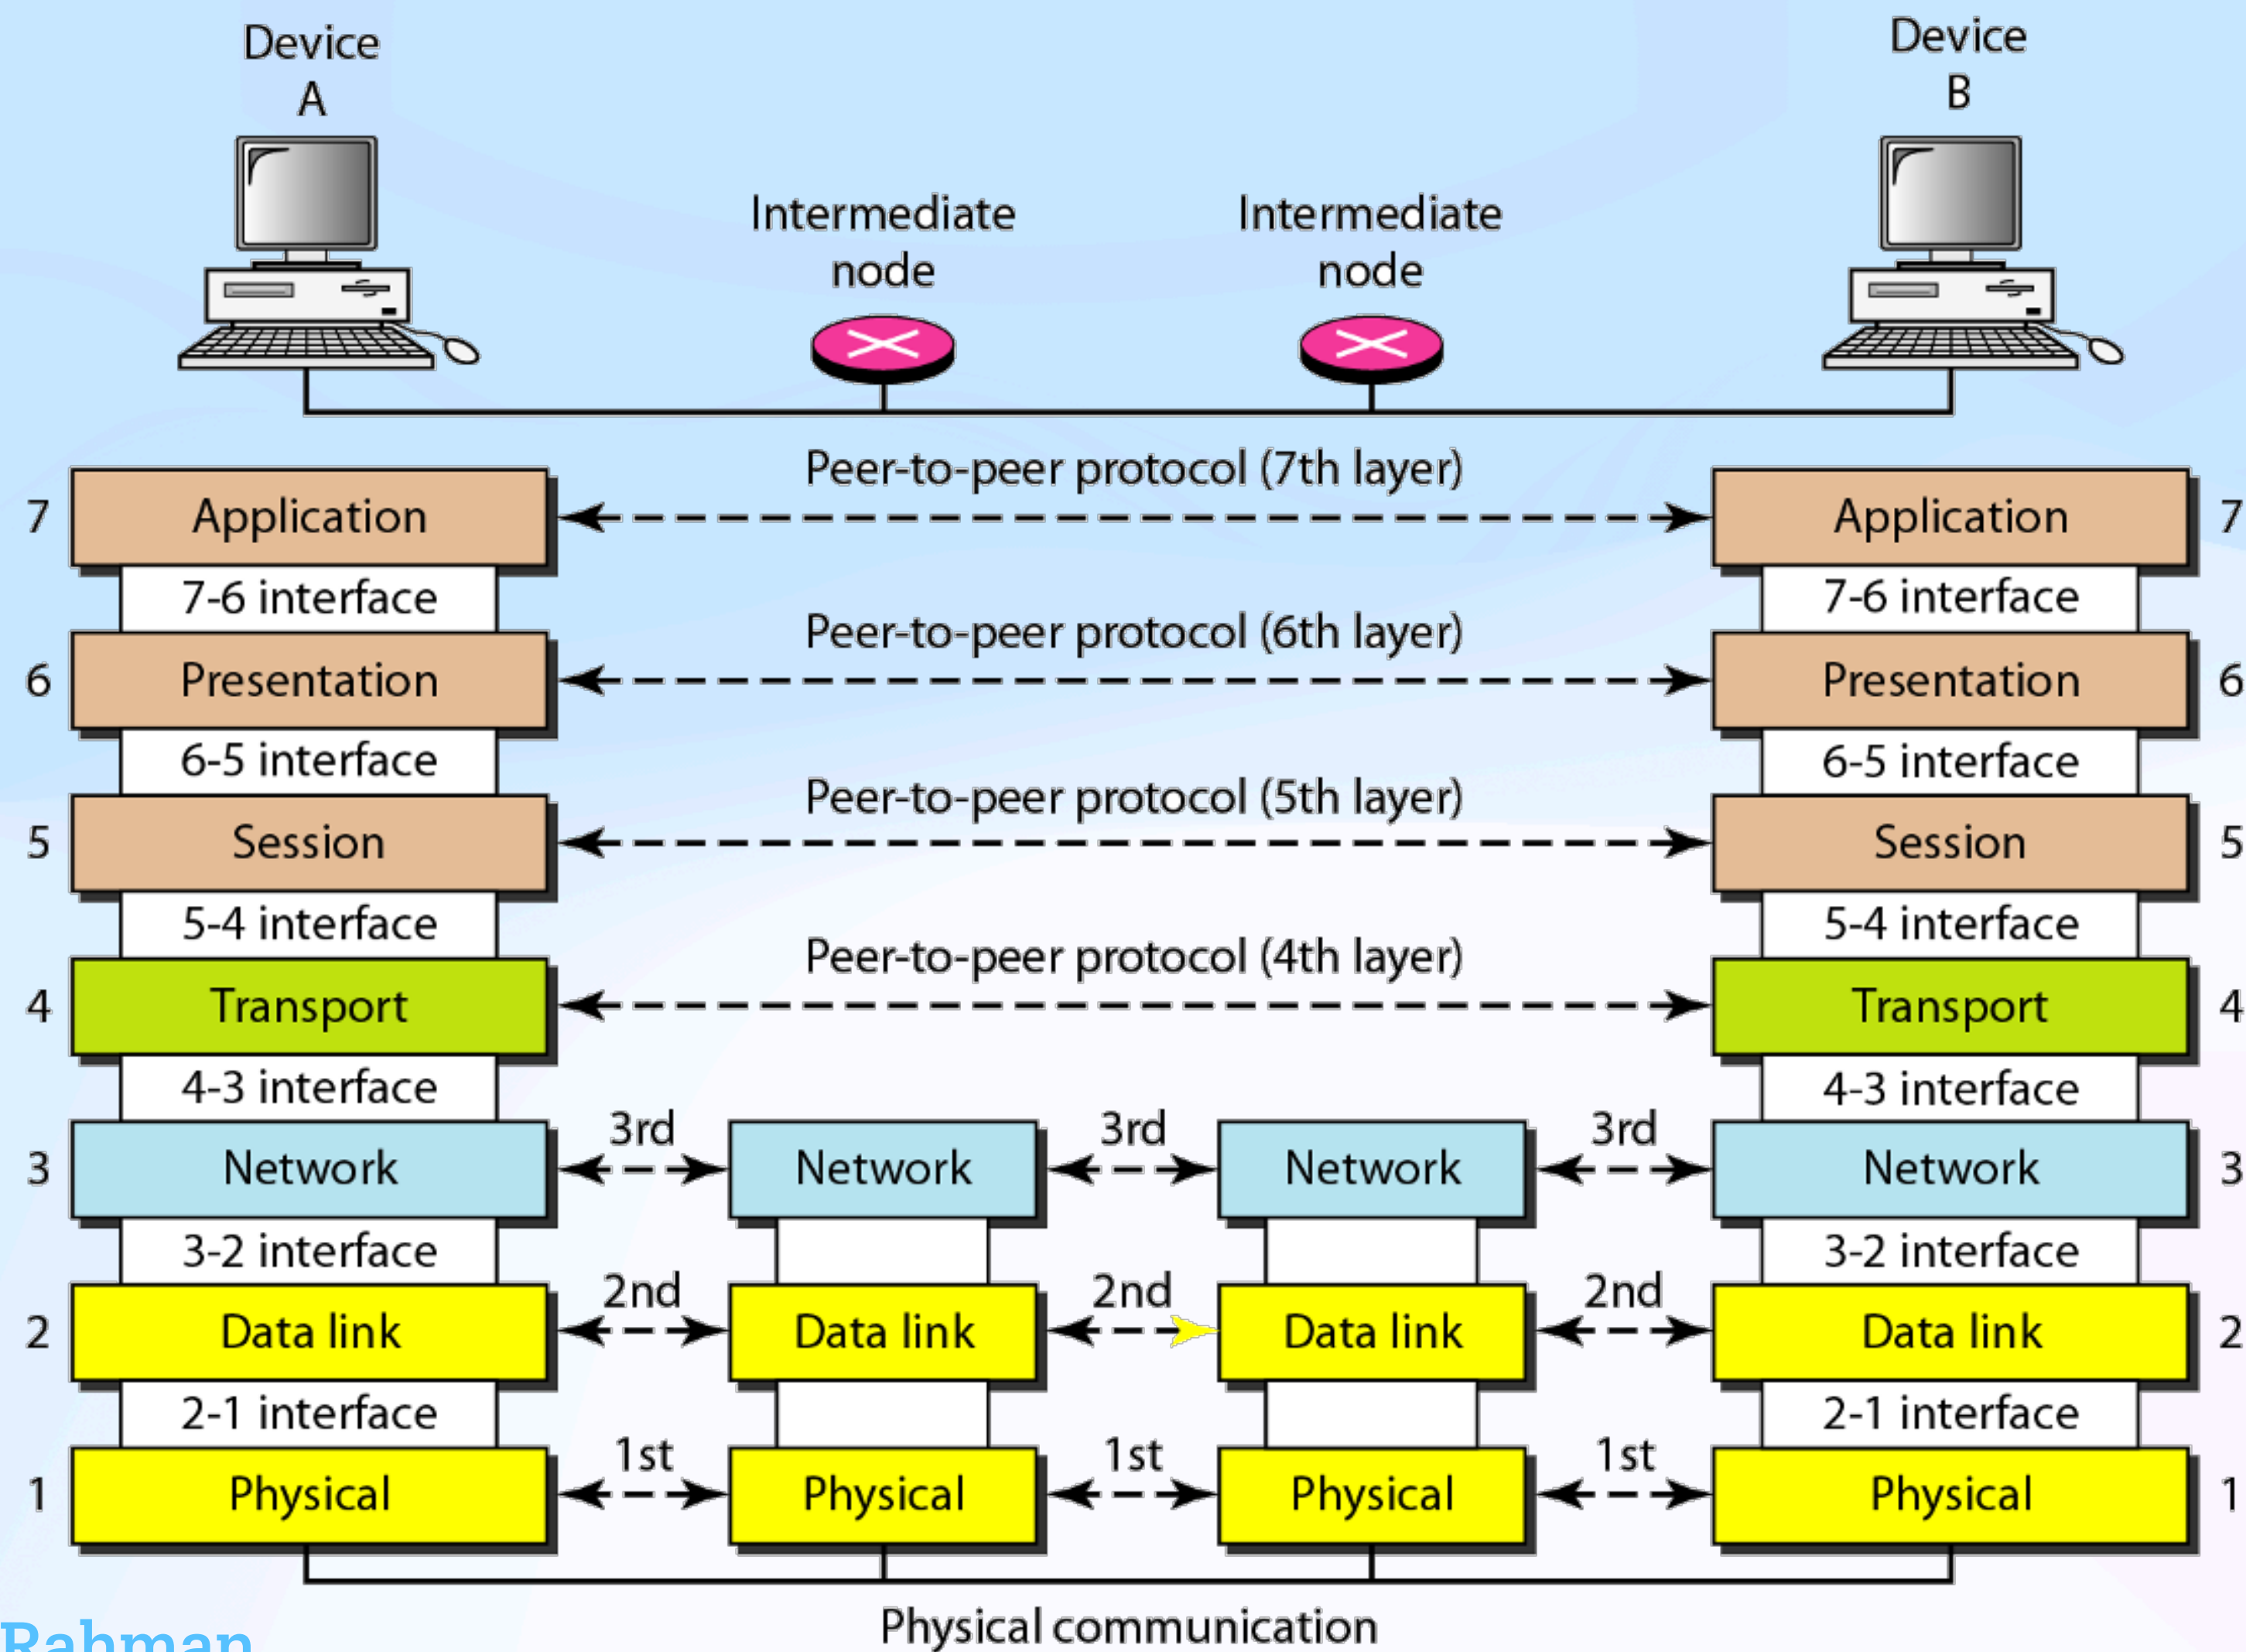 Device
A
Device
B
Intermediate
node
Intermediate
node
Peer-to-peer protocol (7th layer)
7 Application Application 7
7-6 interface 7-6 interface
Peer-to-peer protocol (6th layer)
6 Presentation Presentation 6
6-5 interface 6-5 interface
Peer-to-peer protocol (5th layer)
5 Session Session 5
5-4 interface 5-4 interface
Peer-to-peer protocol (4th layer)
4 Transport Transport 4
4-3 interface 4-3 interface
3rd 3rd 3rd
3 Network Network Network Network 3
3-2 interface 3-2 interface
2nd 2nd 2nd
2 Data link Data link Data link Data link 2
2-1 interface 2-1 interface
1st 1st 1st
1 Physical Physical Physical Physical 1
Physical communication
Rahman